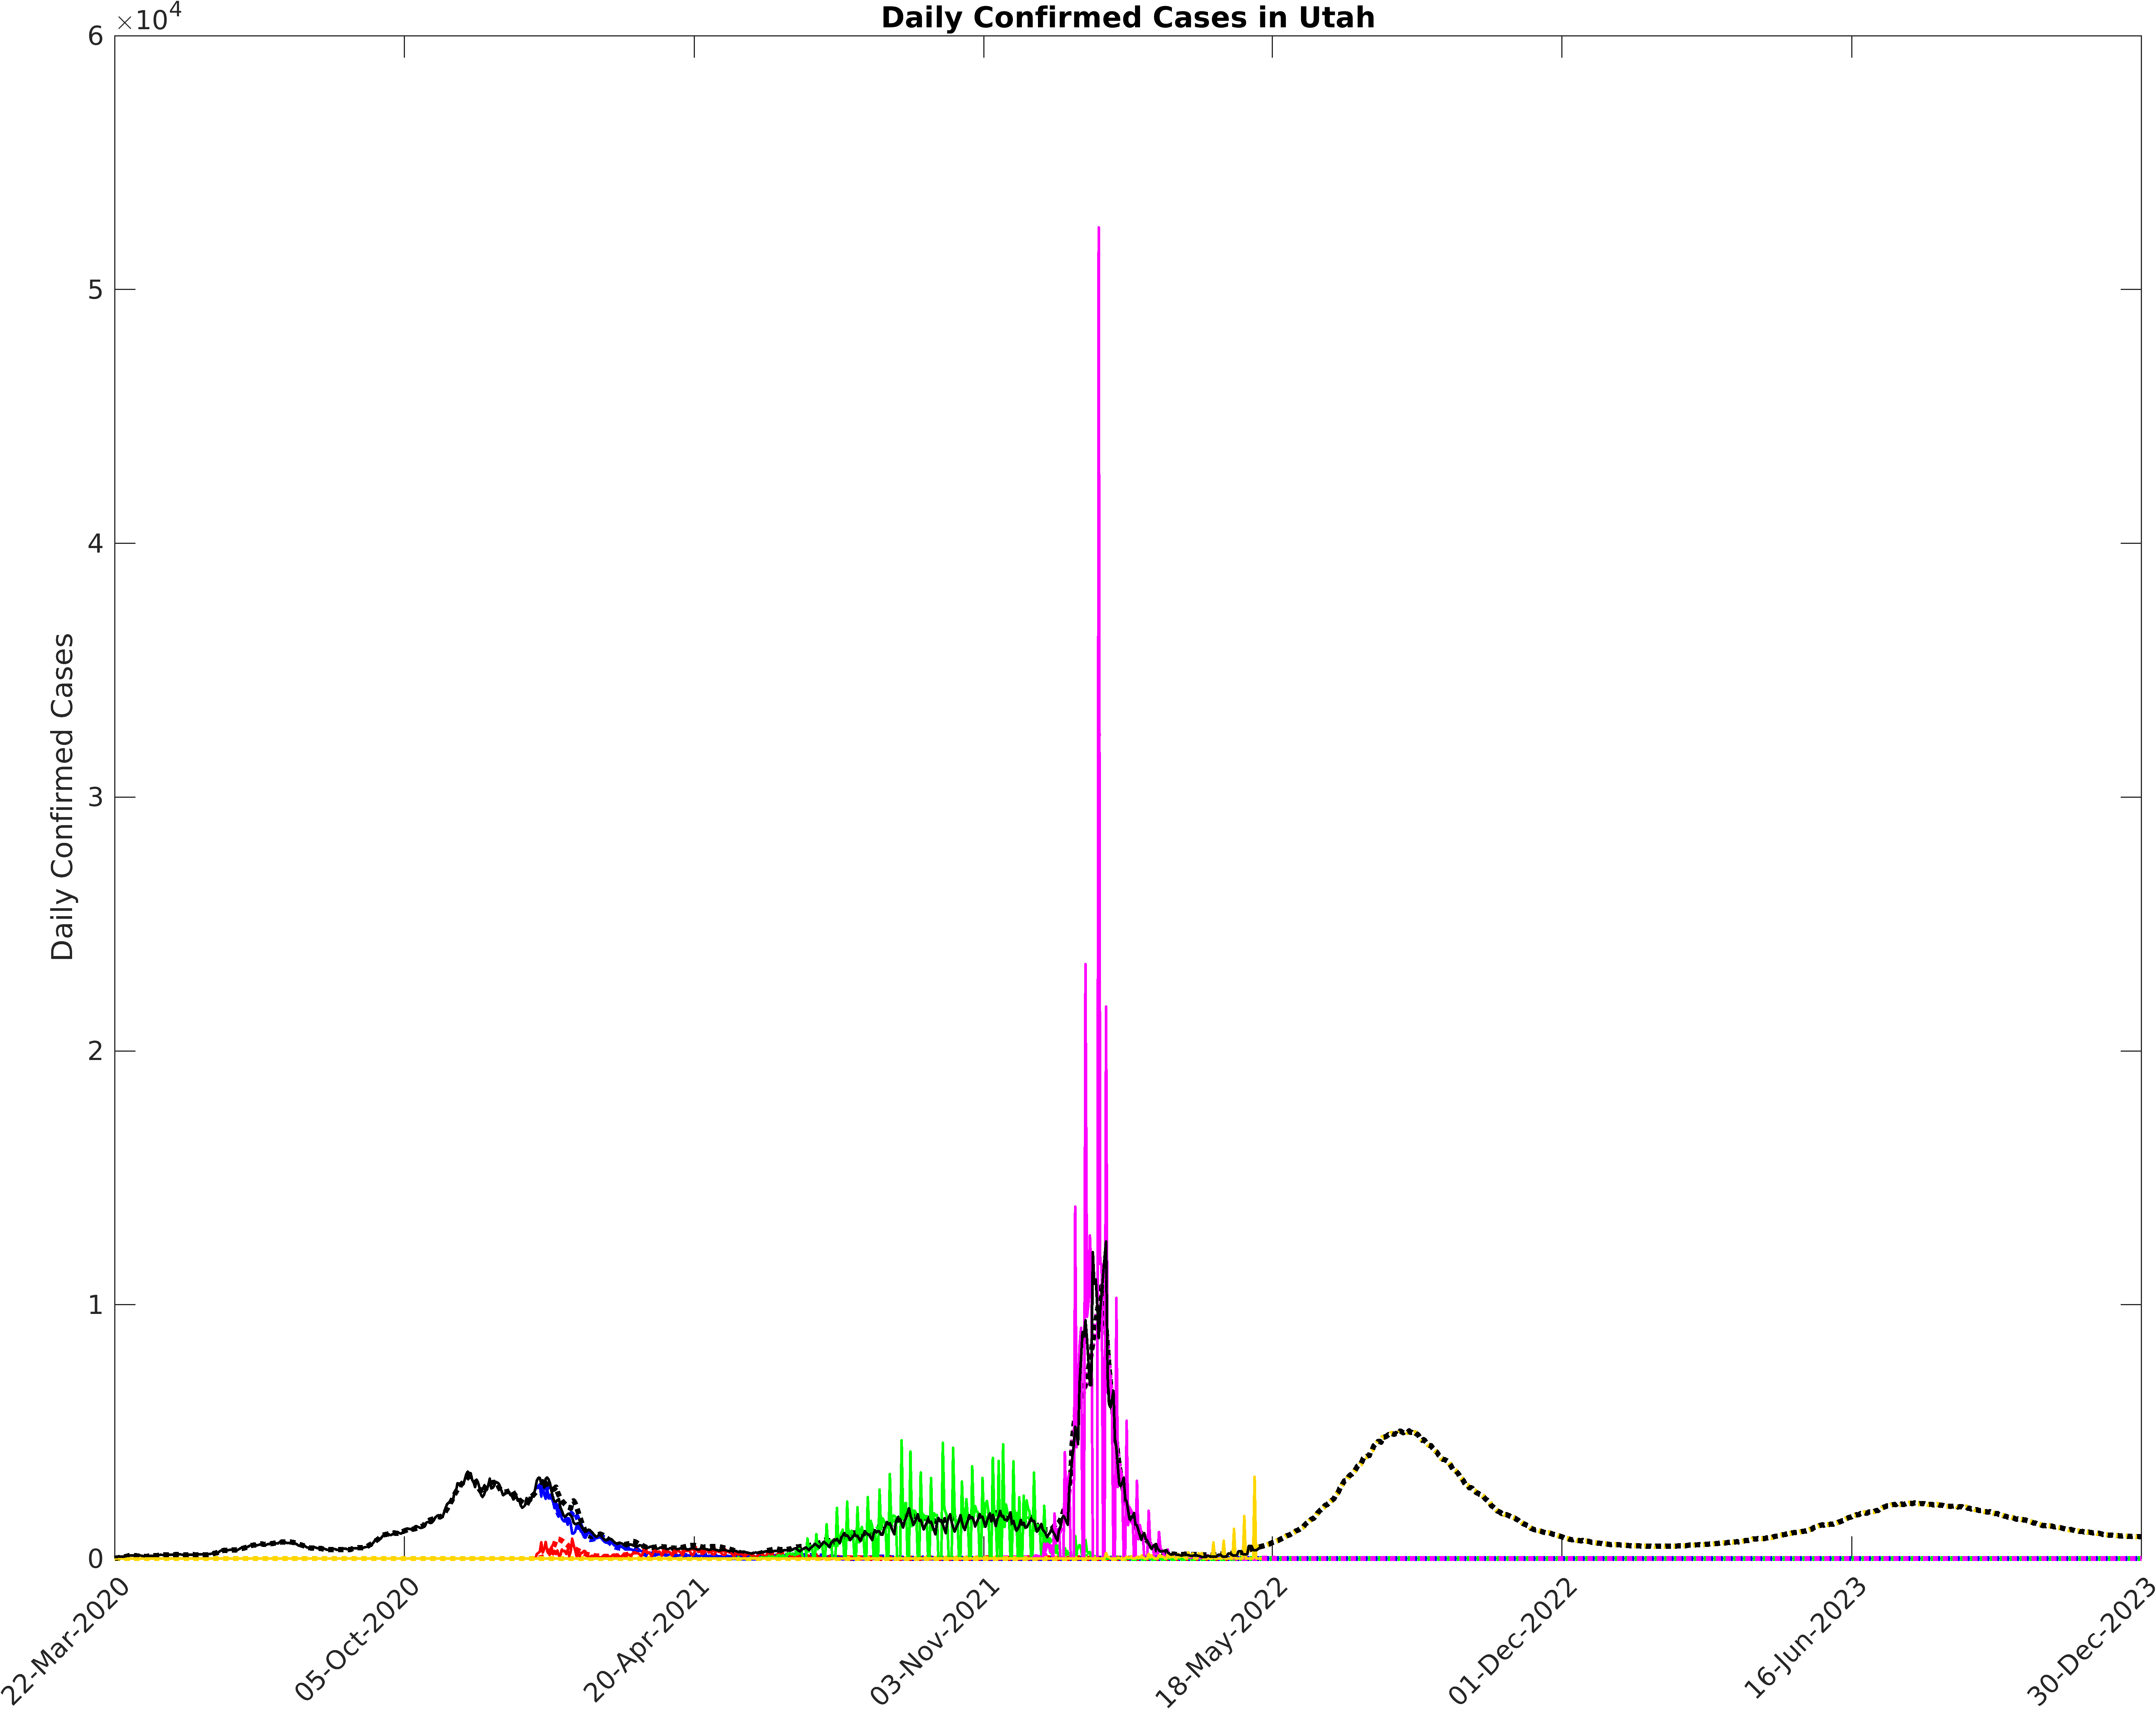 Daily Confirmed Cases in Utah
×10^4
6
5
4
3
2
1
0
Daily Confirmed Cases
22-Mar-2020
05-Oct-2020
20-Apr-2021
03-Nov-2021
18-May-2022
01-Dec-2022
16-Jun-2023
30-Dec-2023